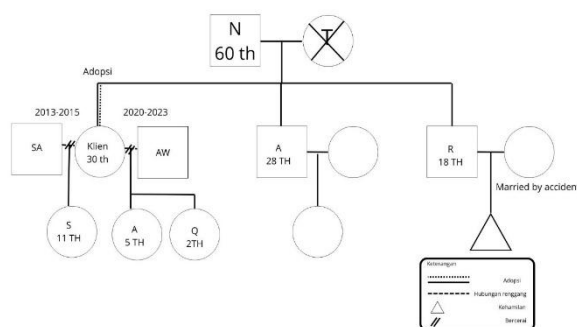 N
60 th
T
Adopsi
2013-2015
2020-2023
SA
Klien
30 th
AW
A
28 TH
R
18 TH
Married by acciden
S
11 TH
A
5 TH
Q
2TH
Keterangan
Adopsi
Hubungan renggang
Kehamilan
Bercerai